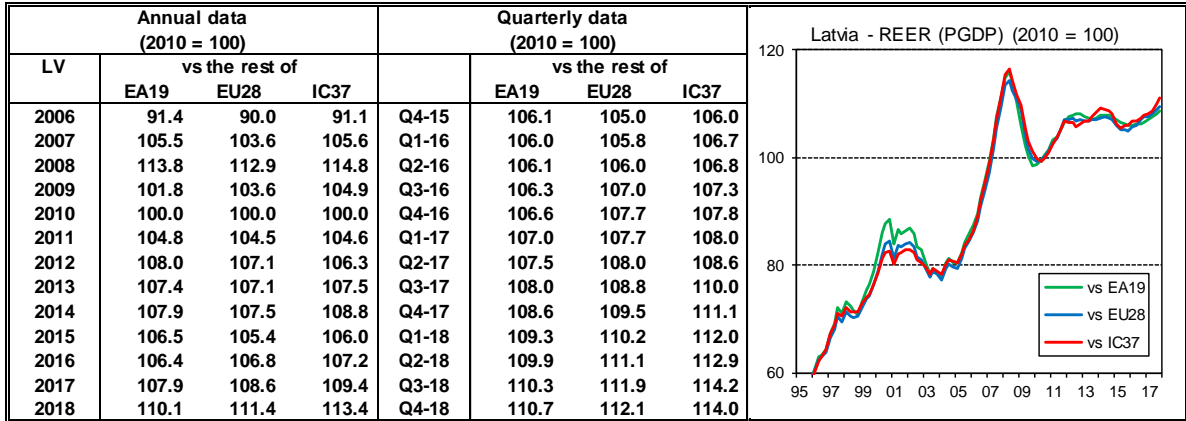 Annual data Quarterly data
(2010 = 100) (2010 = 100)
LV vs the rest of vs the rest of
EA19 EU28 IC37 EA19 EU28 IC37
2006 91.4 90.0 91.1 Q4-15 106.1 105.0 106.0
2007 105.5 103.6 105.6 Q1-16 106.0 105.8 106.7
2008 113.8 112.9 114.8 Q2-16 106.1 106.0 106.8
2009 101.8 103.6 104.9 Q3-16 106.3 107.0 107.3
2010 100.0 100.0 100.0 Q4-16 106.6 107.7 107.8
2011 104.8 104.5 104.6 Q1-17 107.0 107.7 108.0
2012 108.0 107.1 106.3 Q2-17 107.5 108.0 108.6
2013 107.4 107.1 107.5 Q3-17 108.0 108.8 110.0
2014 107.9 107.5 108.8 Q4-17 108.6 109.5 111.1
2015 106.5 105.4 106.0 Q1-18 109.3 110.2 112.0
2016 106.4 106.8 107.2 Q2-18 109.9 111.1 112.9
2017 107.9 108.6 109.4 Q3-18 110.3 111.9 114.2
2018 110.1 111.4 113.4 Q4-18 110.7 112.1 114.0
Latvia - REER (PGDP) (2010 = 100)
120
100
80
60
vs EA19
vs EU28
vs IC37
95 97 99 01 03 05 07 09 11 13 15 17